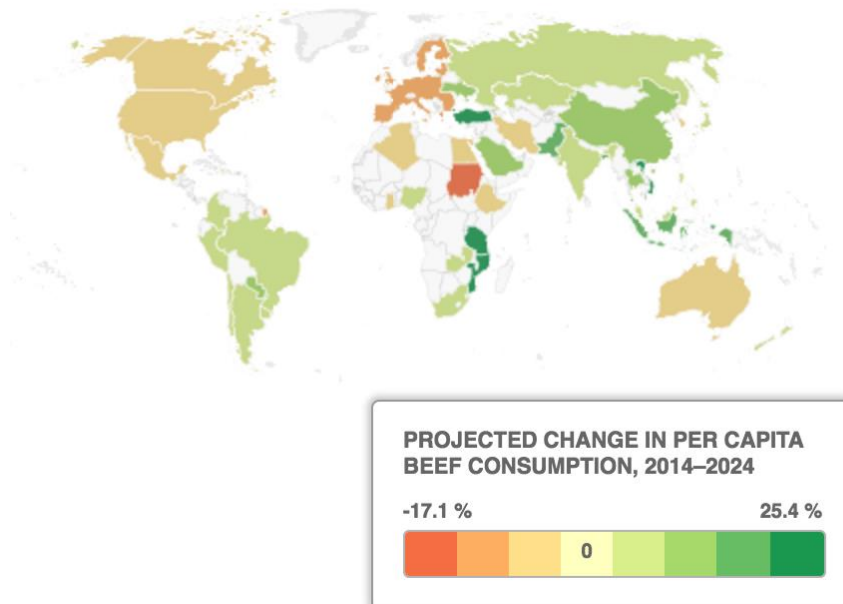 PROJECTED CHANGE IN PER CAPITA
BEEF CONSUMPTION, 2014–2024
-17.1 % 25.4 %
0